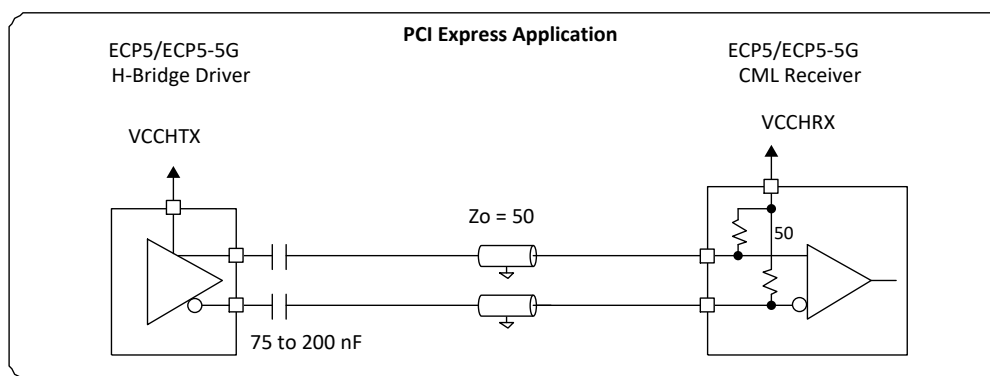 PCI Express Application
ECP5/ECP5-5G
H-Bridge Driver
ECP5/ECP5-5G
CML Receiver
VCCHTX
VCCHRX
Zo = 50
50
75 to 200 nF